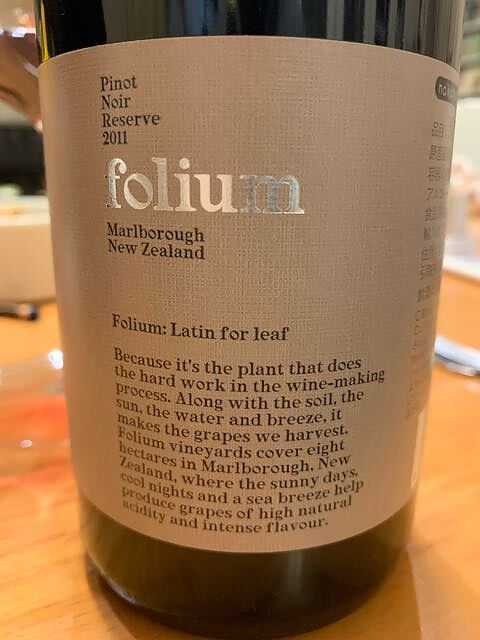 Pinot
Noir
Reserve
2011
folium
Marlborough
New Zealand
Folium: Latin for leaf
Because it's the plant that does
the hard work in the wine-making
process. Along with the soil, the
sun, the water and breeze, it
makes the grapes we harvest.
Folium vineyards cover eight
hectares in Marlborough, New
Zealand, where the sunny days,
cool nights and a sea breeze help
produce grapes of high natural
acidity and intense flavour.